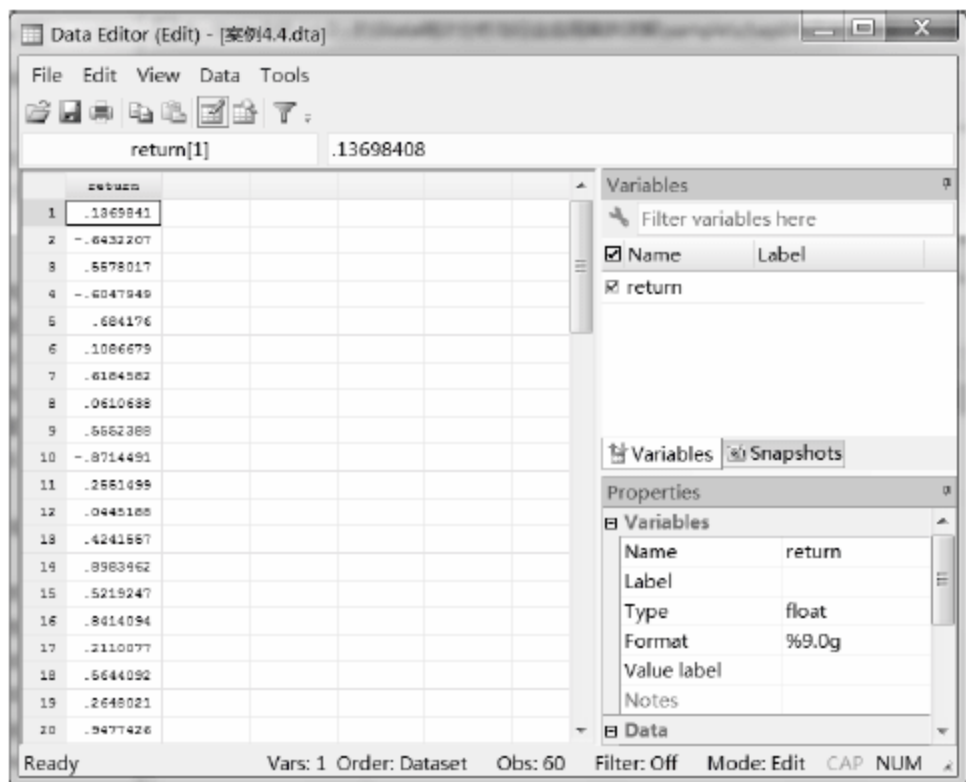 Data Editor (Edit) - [案例4.4.dta]
File Edit View Data Tools
return[1] .13698408
return
1 .1369841
2 -.6432207
3 .5578017
4 -.6047949
5 .684176
6 .1086679
7 .6184582
8 .0610688
9 .5552388
10 -.8714491
11 .2551499
12 .0445188
13 .4241567
14 .8983462
15 .5219247
16 .8414094
17 .2110077
18 .5644092
19 .2648021
20 .9477426
Variables
Filter variables here
Name Label
return
Variables Snapshots
Properties
Variables
Name return
Label
Type float
Format %9.0g
Value label
Notes
Data
Ready Vars: 1 Order: Dataset Obs: 60 Filter: Off Mode: Edit CAP NUM